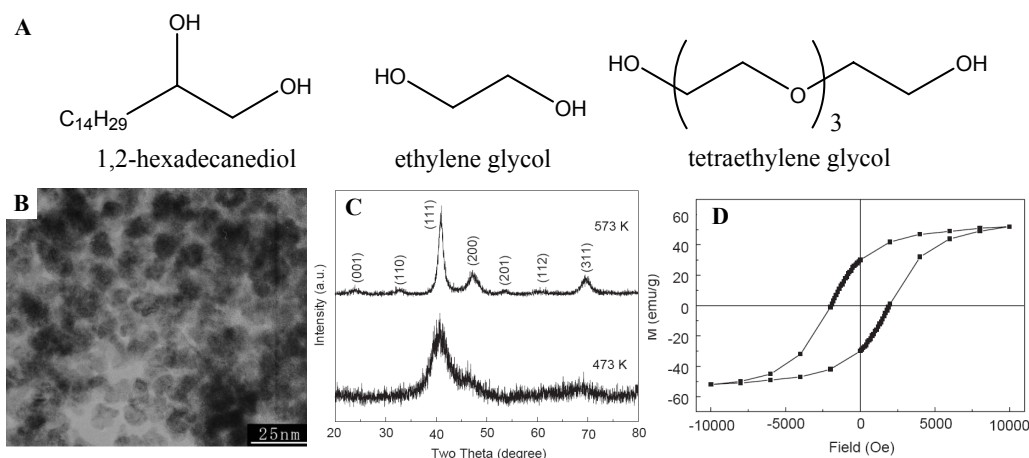 A
OH
OH
C14H29
1,2-hexadecanediol
HO
OH
ethylene glycol
HO
O
3
OH
tetraethylene glycol
B
25nm
C
Intensity (a.u.)
(001)
(110)
(111)
(200)
(201)
(112)
(311)
573 K
473 K
20 30 40 50 60 70 80
Two Theta (degree)
D
M (emu/g)
60
40
20
0
-20
-40
-60
-10000 -5000 0 5000 10000
Field (Oe)